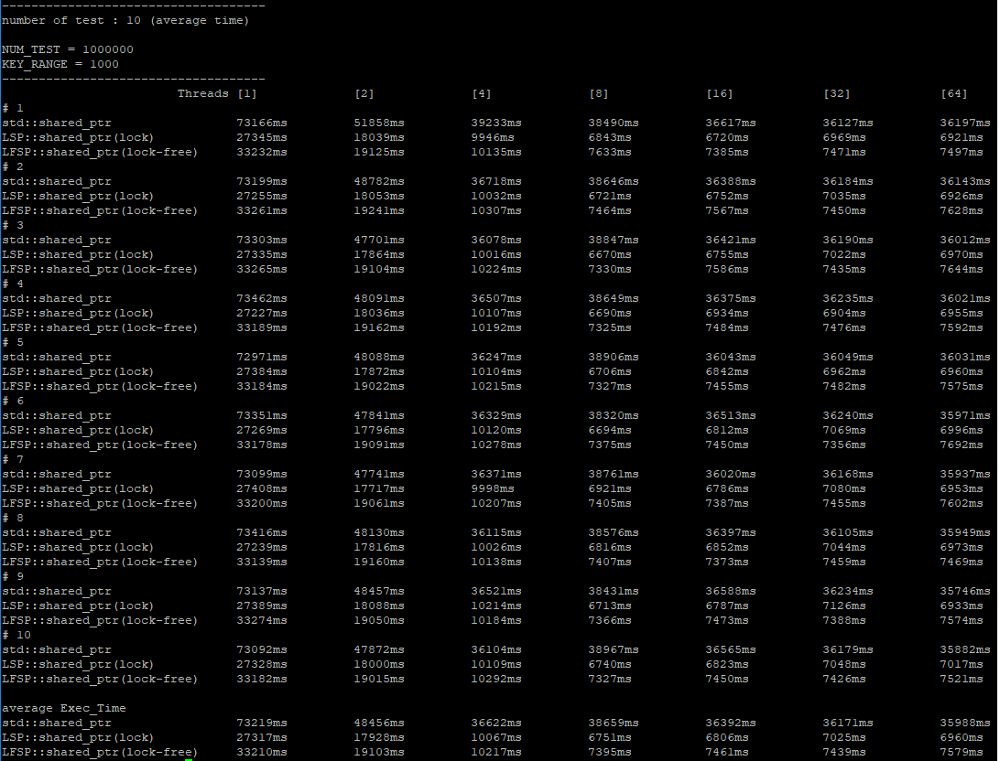 ------------------------------------
number of test : 10 (average time)
NUM_TEST = 1000000
KEY_RANGE = 1000
------------------------------------
Threads [1] [2] [4] [8] [16] [32] [64]
# 1
std::shared_ptr 73166ms 51858ms 39233ms 38490ms 36617ms 36127ms 36197ms
LSP::shared_ptr(lock) 27345ms 18039ms 9946ms 6843ms 6720ms 6969ms 6921ms
LFSP::shared_ptr(lock-free) 33232ms 19125ms 10135ms 7633ms 7385ms 7471ms 7497ms
# 2
std::shared_ptr 73199ms 48782ms 36718ms 38646ms 36388ms 36184ms 36143ms
LSP::shared_ptr(lock) 27255ms 18053ms 10032ms 6721ms 6752ms 7035ms 6926ms
LFSP::shared_ptr(lock-free) 33261ms 19241ms 10307ms 7464ms 7567ms 7450ms 7628ms
# 3
std::shared_ptr 73303ms 47701ms 36078ms 38847ms 36421ms 36190ms 36012ms
LSP::shared_ptr(lock) 27335ms 17864ms 10016ms 6670ms 6755ms 7022ms 6970ms
LFSP::shared_ptr(lock-free) 33265ms 19104ms 10224ms 7330ms 7586ms 7435ms 7644ms
# 4
std::shared_ptr 73462ms 48091ms 36507ms 38649ms 36375ms 36235ms 36021ms
LSP::shared_ptr(lock) 27227ms 18036ms 10107ms 6690ms 6934ms 6904ms 6955ms
LFSP::shared_ptr(lock-free) 33189ms 19162ms 10192ms 7325ms 7484ms 7476ms 7592ms
# 5
std::shared_ptr 72971ms 48088ms 36247ms 38906ms 36043ms 36049ms 36031ms
LSP::shared_ptr(lock) 27384ms 17872ms 10104ms 6706ms 6842ms 6962ms 6960ms
LFSP::shared_ptr(lock-free) 33184ms 19022ms 10215ms 7327ms 7455ms 7482ms 7575ms
# 6
std::shared_ptr 73351ms 47841ms 36329ms 38320ms 36513ms 36240ms 35971ms
LSP::shared_ptr(lock) 27269ms 17796ms 10120ms 6694ms 6812ms 7069ms 6996ms
LFSP::shared_ptr(lock-free) 33178ms 19091ms 10278ms 7375ms 7450ms 7356ms 7692ms
# 7
std::shared_ptr 73099ms 47741ms 36371ms 38761ms 36020ms 36168ms 35937ms
LSP::shared_ptr(lock) 27408ms 17717ms 9998ms 6921ms 6786ms 7080ms 6953ms
LFSP::shared_ptr(lock-free) 33200ms 19061ms 10207ms 7405ms 7387ms 7455ms 7602ms
# 8
std::shared_ptr 73416ms 48130ms 36115ms 38576ms 36397ms 36105ms 35949ms
LSP::shared_ptr(lock) 27239ms 17816ms 10026ms 6816ms 6852ms 7044ms 6973ms
LFSP::shared_ptr(lock-free) 33139ms 19160ms 10138ms 7407ms 7373ms 7459ms 7469ms
# 9
std::shared_ptr 73137ms 48457ms 36521ms 38431ms 36588ms 36234ms 35746ms
LSP::shared_ptr(lock) 27389ms 18088ms 10214ms 6713ms 6787ms 7126ms 6933ms
LFSP::shared_ptr(lock-free) 33274ms 19050ms 10184ms 7366ms 7473ms 7388ms 7574ms
# 10
std::shared_ptr 73092ms 47872ms 36104ms 38967ms 36565ms 36179ms 35882ms
LSP::shared_ptr(lock) 27328ms 18000ms 10109ms 6740ms 6823ms 7048ms 7017ms
LFSP::shared_ptr(lock-free) 33182ms 19015ms 10292ms 7327ms 7450ms 7426ms 7521ms
average Exec_Time
std::shared_ptr 73219ms 48456ms 36622ms 38659ms 36392ms 36171ms 35988ms
LSP::shared_ptr(lock) 27317ms 17928ms 10067ms 6751ms 6806ms 7025ms 6960ms
LFSP::shared_ptr(lock-free) 33210ms 19103ms 10217ms 7395ms 7461ms 7439ms 7579ms